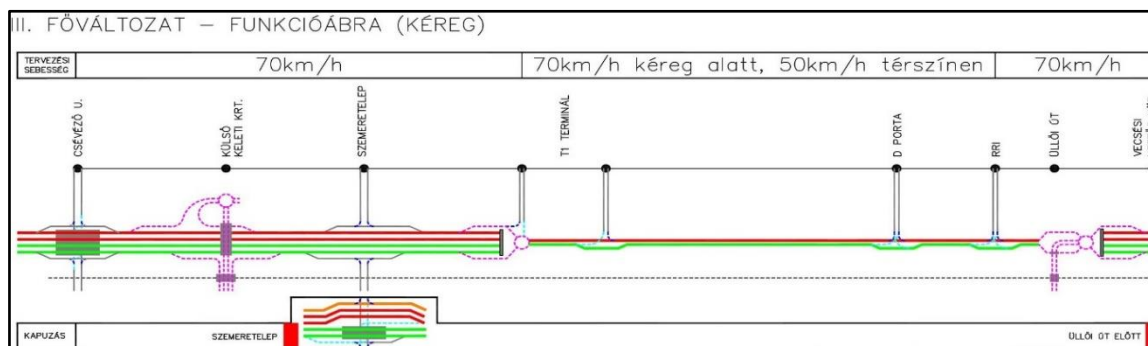 III. FŐVÁLTOZAT – FUNKCIÓÁBRA (KÉREG)
TERVEZÉSI
SEBESSÉG
70km/h
70km/h kéreg alatt, 50km/h térszínen
70km/h
CSÉVÉZŐ U.
KÜLSŐ
KELETI KRT.
SZEMERETELEP
T1 TERMINÁL
D PORTA
RRI
ÜLLŐI ÚT
VECSÉSI
KAPUZÁS
SZEMERETELEP
ÜLLŐI ÚT ELŐTT